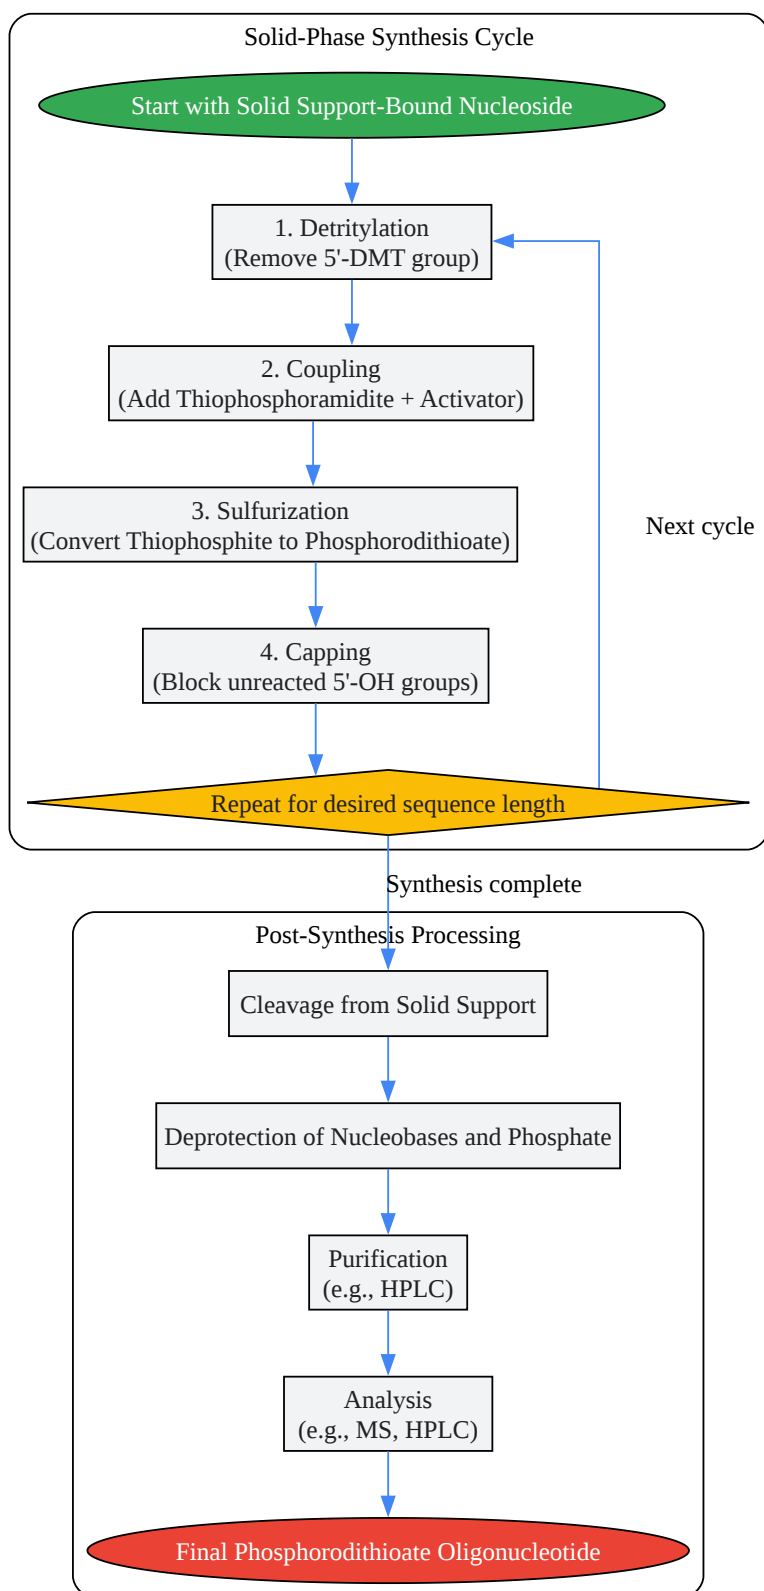 Solid-Phase Synthesis Cycle
Start with Solid Support-Bound Nucleoside
1. Detritylation
(Remove 5'-DMT group)
2. Coupling
(Add Thiophosphoramidite + Activator)
3. Sulfurization
(Convert Thiophosphite to Phosphorodithioate)
Next cycle
4. Capping
(Block unreacted 5'-OH groups)
Repeat for desired sequence length
Synthesis complete
Post-Synthesis Processing
Cleavage from Solid Support
Deprotection of Nucleobases and Phosphate
Purification
(e.g., HPLC)
Analysis
(e.g., MS, HPLC)
Final Phosphorodithioate Oligonucleotide